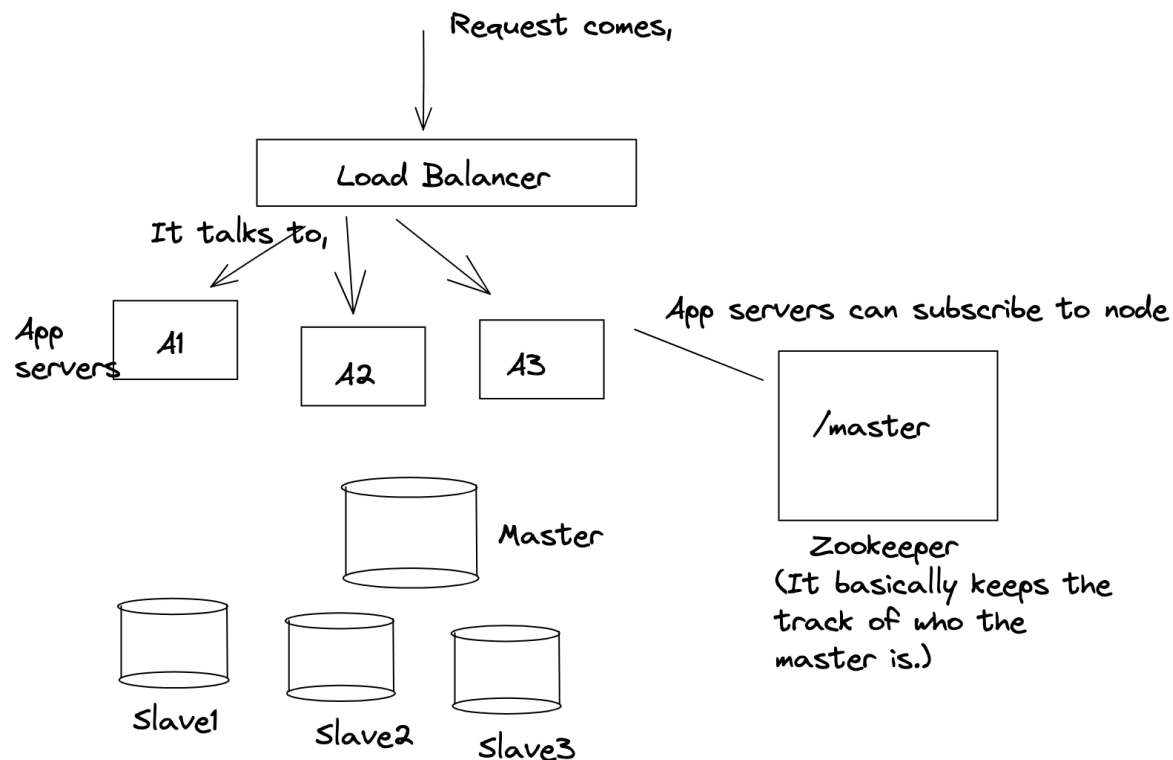 Request comes,
Load Balancer
It talks to,
App servers can subscribe to node
App
servers
A1
A2
A3
/master
Master
Zookeeper
(It basically keeps the
track of who the
master is.)
Slave1
Slave2
Slave3